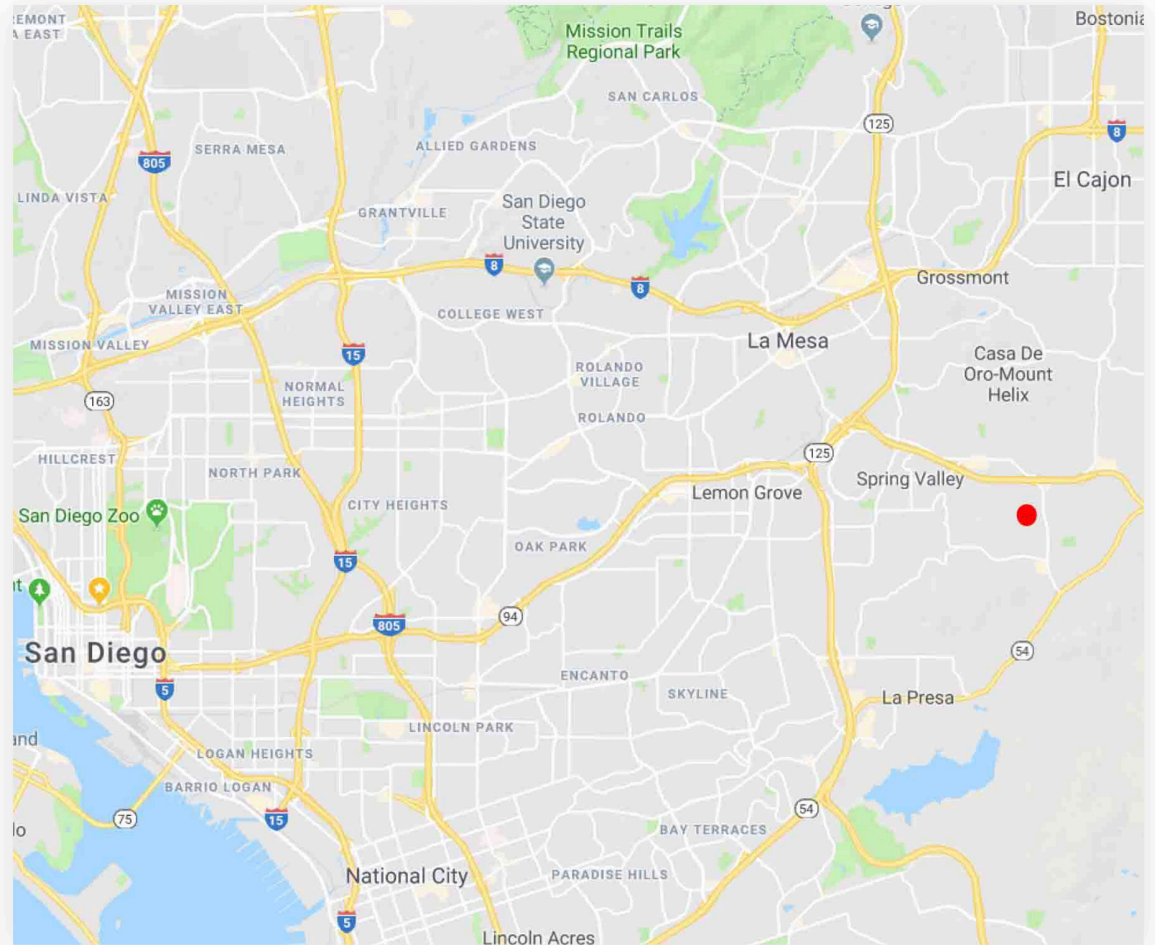 REMONT
A EAST
Mission Trails
Regional Park
Bostonia
SAN CARLOS
125
8
805
SERRA MESA
ALLIED GARDENS
El Cajon
LINDA VISTA
San Diego
State
University
GRANTVILLE
8
8
Grossmont
MISSION
VALLEY EAST
COLLEGE WEST
MISSION VALLEY
15
La Mesa
ROLANDO
VILLAGE
Casa De
Oro-Mount
Helix
163
NORMAL
HEIGHTS
ROLANDO
HILLCREST
125
NORTH PARK
Spring Valley
Lemon Grove
CITY HEIGHTS
San Diego Zoo
OAK PARK
15
nt
94
805
San Diego
54
ENCANTO
5
SKYLINE
La Presa
LINCOLN PARK
and
LOGAN HEIGHTS
BARRIO LOGAN
75
15
54
lo
BAY TERRACES
National City
PARADISE HILLS
5
Lincoln Acres